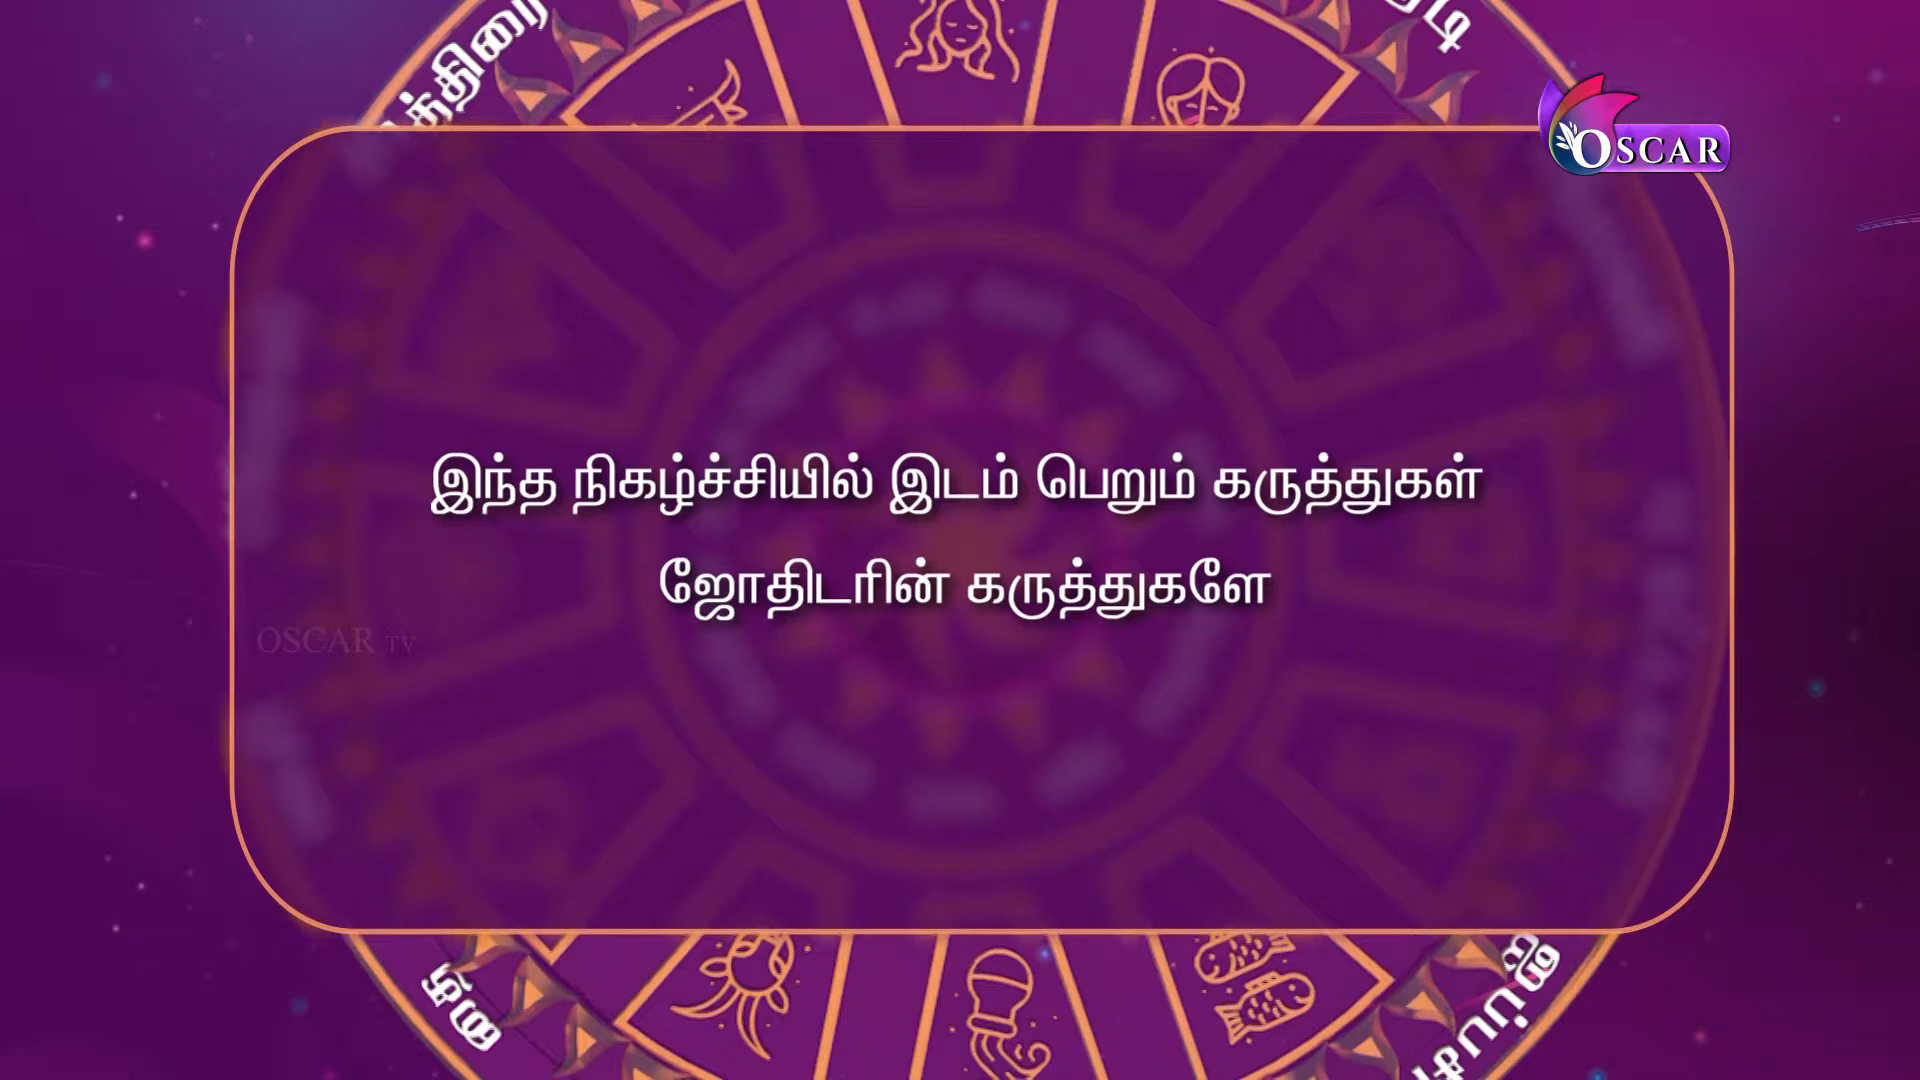 OSCAR
இந்த நிகழ்ச்சியில் இடம் பெறும் கருத்துகள்
ஜோதிடரின் கருத்துகளே
OSCAR TV